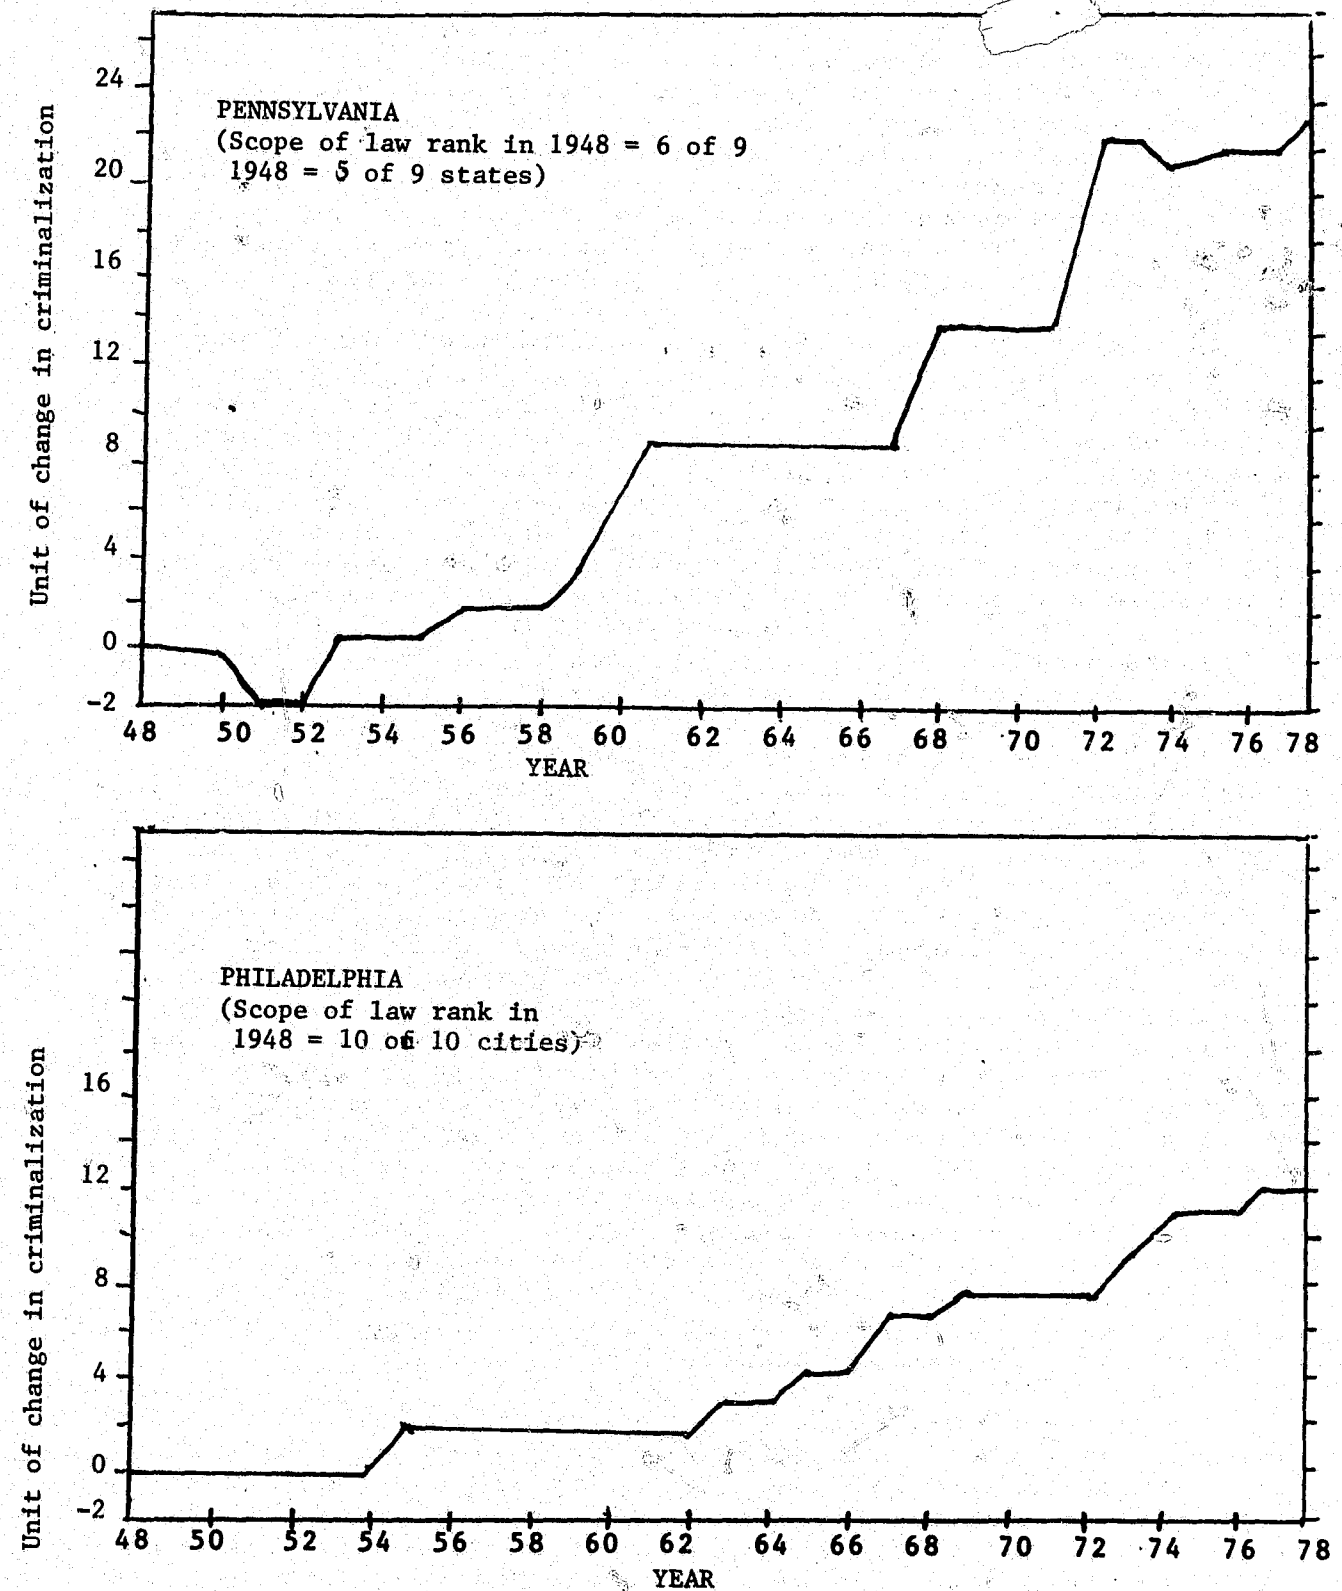 Unit of change in criminalization
24
20
16
12
8
4
0
-2
PENNSYLVANIA
(Scope of law rank in 1948 = 6 of 9
1948 = 5 of 9 states)
48 50 52 54 56 58 60 62 64 66 68 70 72 74 76 78
YEAR
Unit of change in criminalization
16
12
8
4
0
-2
PHILADELPHIA
(Scope of law rank in
1948 = 10 of 10 cities)
48 50 52 54 56 58 60 62 64 66 68 70 72 74 76 78
YEAR